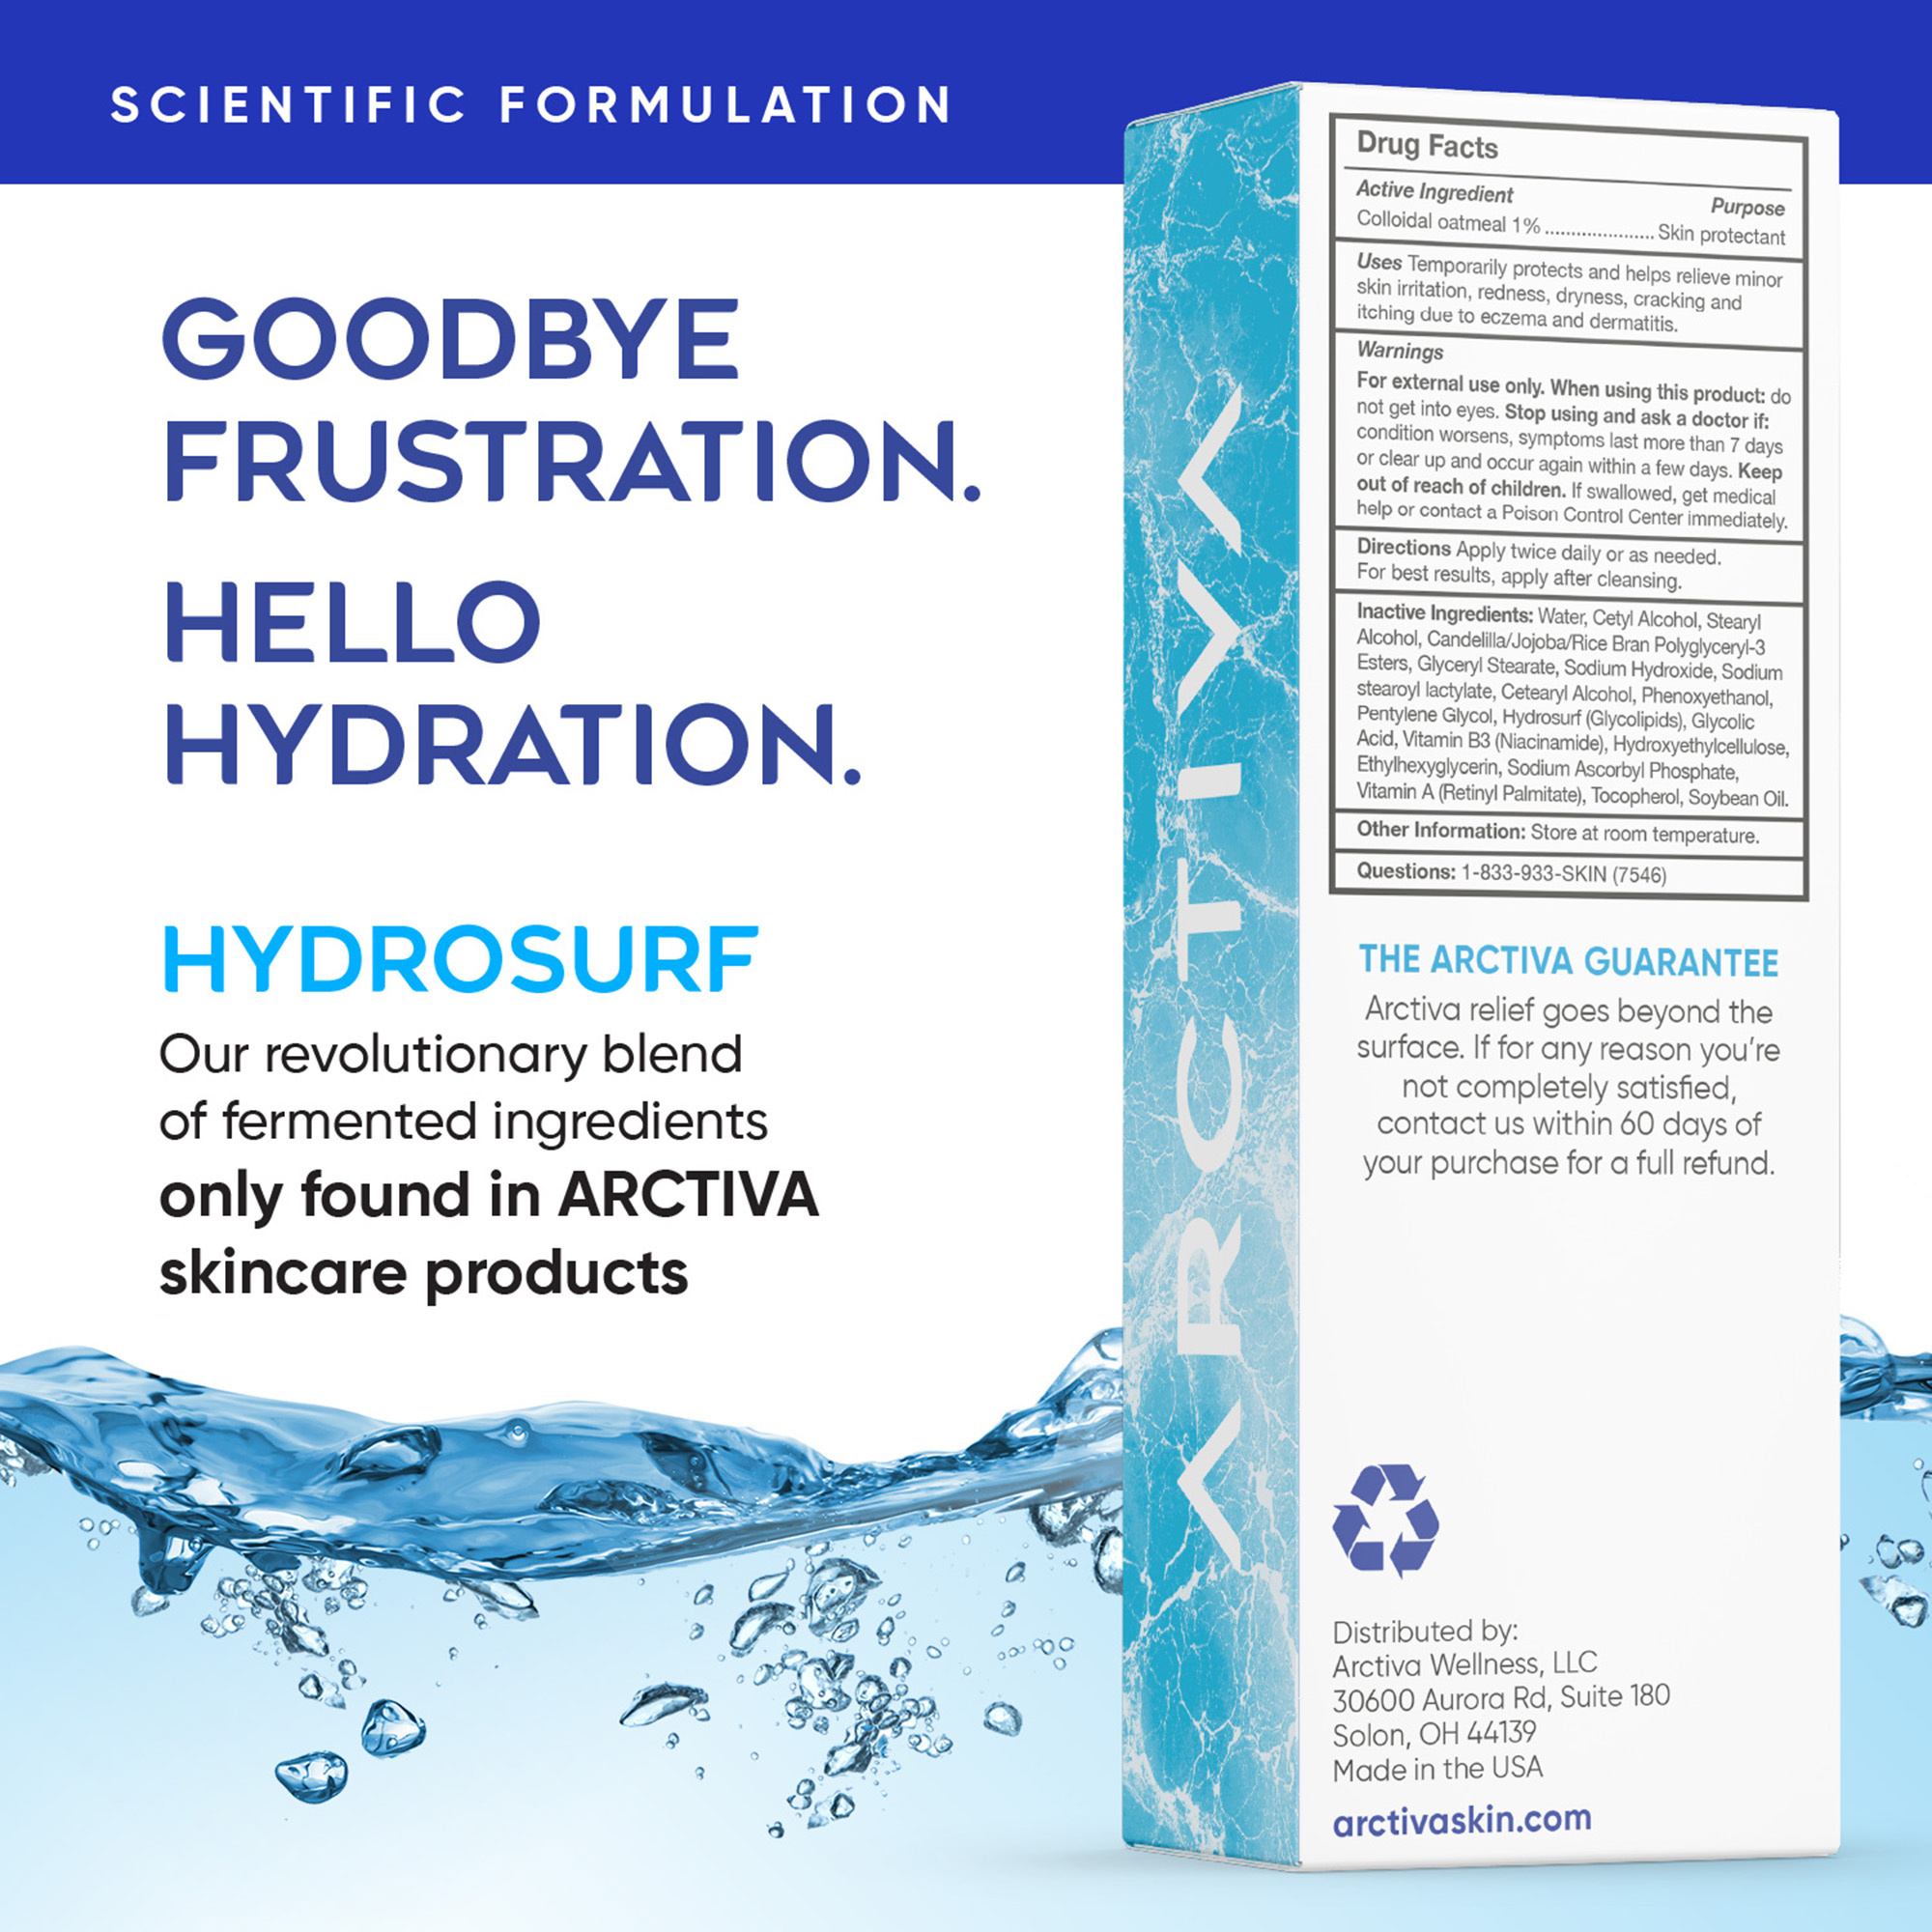 SCIENTIFIC FORMULATION
GOODBYE
FRUSTRATION.
HELLO
HYDRATION.
HYDROSURF
Our revolutionary blend
of fermented ingredients
only found in ARCTIVA
skincare products
ARCTIVA
Drug Facts
Active Ingredient Purpose
Colloidal oatmeal 1% .................... Skin protectant
Uses Temporarily protects and helps relieve minor
skin irritation, redness, dryness, cracking and
itching due to eczema and dermatitis.
Warnings
For external use only. When using this product: do
not get into eyes. Stop using and ask a doctor if:
condition worsens, symptoms last more than 7 days
or clear up and occur again within a few days. Keep
out of reach of children. If swallowed, get medical
help or contact a Poison Control Center immediately.
Directions Apply twice daily or as needed.
For best results, apply after cleansing.
Inactive Ingredients: Water, Cetyl Alcohol, Stearyl
Alcohol, Candelilla/Jojoba/Rice Bran Polyglyceryl-3
Esters, Glyceryl Stearate, Sodium Hydroxide, Sodium
stearoyl lactylate, Cetearyl Alcohol, Phenoxyethanol,
Pentylene Glycol, Hydrosurf (Glycolipids), Glycolic
Acid, Vitamin B3 (Niacinamide), Hydroxyethylcellulose,
Ethylhexyglycerin, Sodium Ascorbyl Phosphate,
Vitamin A (Retinyl Palmitate), Tocopherol, Soybean Oil.
Other Information: Store at room temperature.
Questions: 1-833-933-SKIN (7546)
THE ARCTIVA GUARANTEE
Arctiva relief goes beyond the
surface. If for any reason you're
not completely satisfied,
contact us within 60 days of
your purchase for a full refund.
Distributed by:
Arctiva Wellness, LLC
30600 Aurora Rd, Suite 180
Solon, OH 44139
Made in the USA
arctivaskin.com